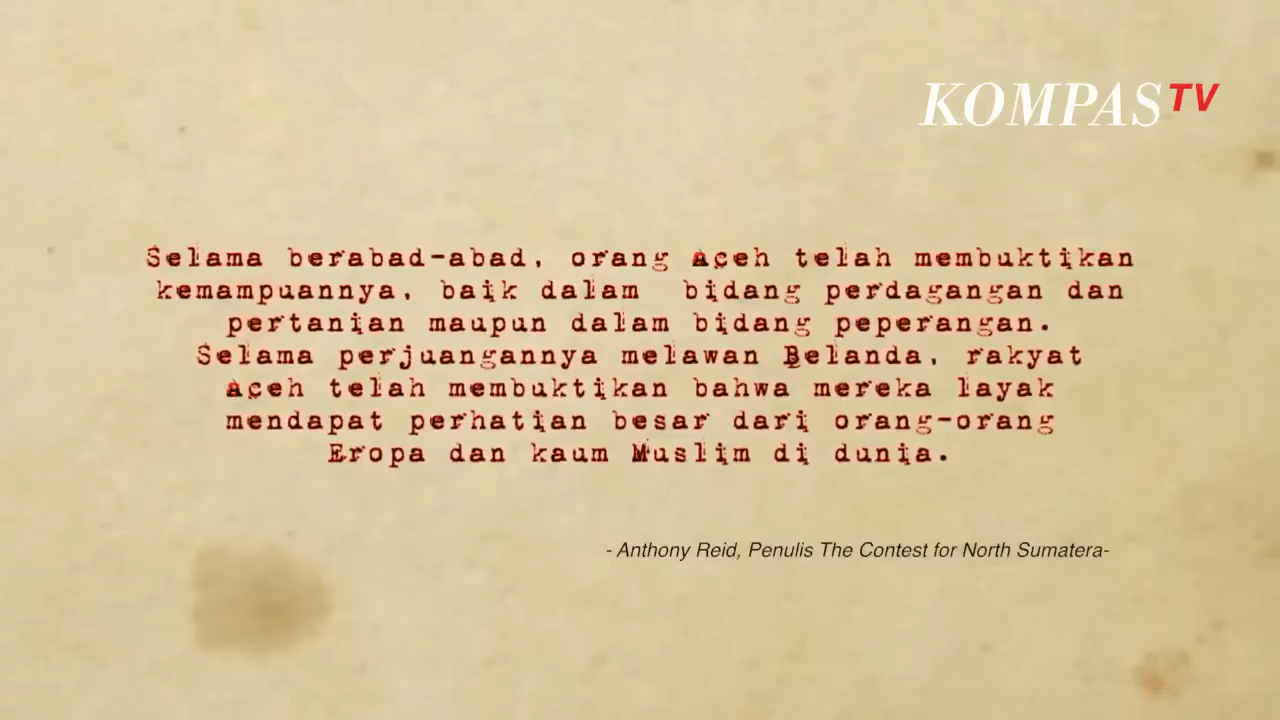 KOMPAS TV
Selama berabad-abad, orang Aceh telah membuktikan
kemampuannya, baik dalam bidang perdagangan dan
pertanian maupun dalam bidang peperangan.
Selama perjuangannya melawan Belanda, rakyat
Aceh telah membuktikan bahwa mereka layak
mendapat perhatian besar dari orang-orang
Eropa dan kaum Muslim di dunia.
- Anthony Reid, Penulis The Contest for North Sumatera-